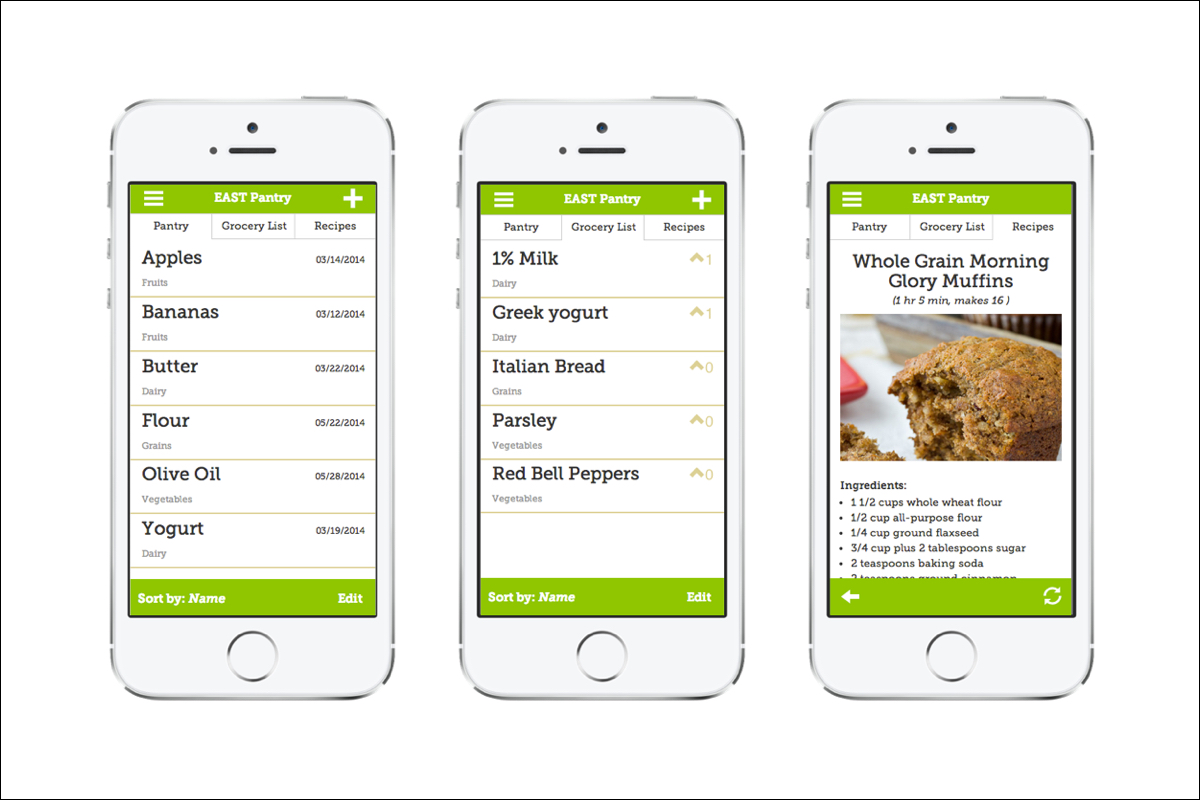 EAST Pantry
Pantry Grocery List Recipes
Apples 03/14/2014
Fruits
Bananas 03/12/2014
Fruits
Butter 03/22/2014
Dairy
Flour 05/22/2014
Grains
Olive Oil 05/28/2014
Vegetables
Yogurt 03/19/2014
Dairy
Sort by: Name Edit
EAST Pantry
Pantry Grocery List Recipes
1% Milk 1
Dairy
Greek yogurt 1
Dairy
Italian Bread 0
Grains
Parsley 0
Vegetables
Red Bell Peppers 0
Vegetables
Sort by: Name Edit
EAST Pantry
Pantry Grocery List Recipes
Whole Grain Morning
Glory Muffins
(1 hr 5 min, makes 16 )
Ingredients:
• 1 1/2 cups whole wheat flour
• 1/2 cup all-purpose flour
• 1/4 cup ground flaxseed
• 3/4 cup plus 2 tablespoons sugar
• 2 teaspoons baking soda
• 2 teaspoons ground cinnamon